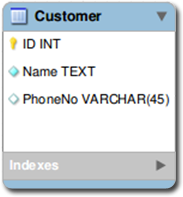 Customer
ID INT
Name TEXT
PhoneNo VARCHAR(45)
Indexes